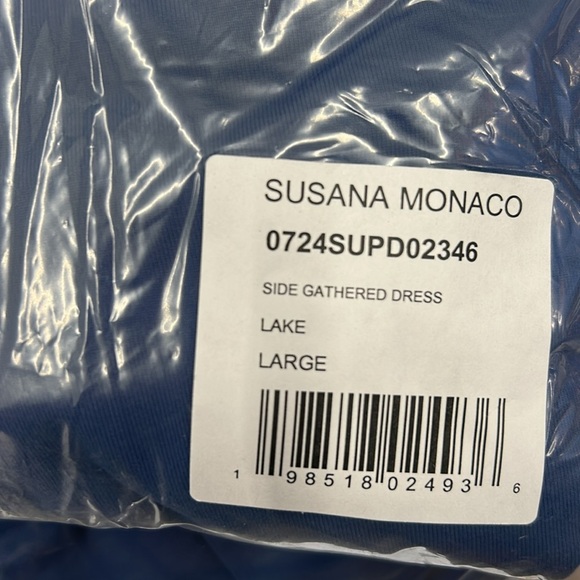 SUSANA MONACO
0724SUPD02346
SIDE GATHERED DRESS
LAKE
LARGE
1 98518 02493 6